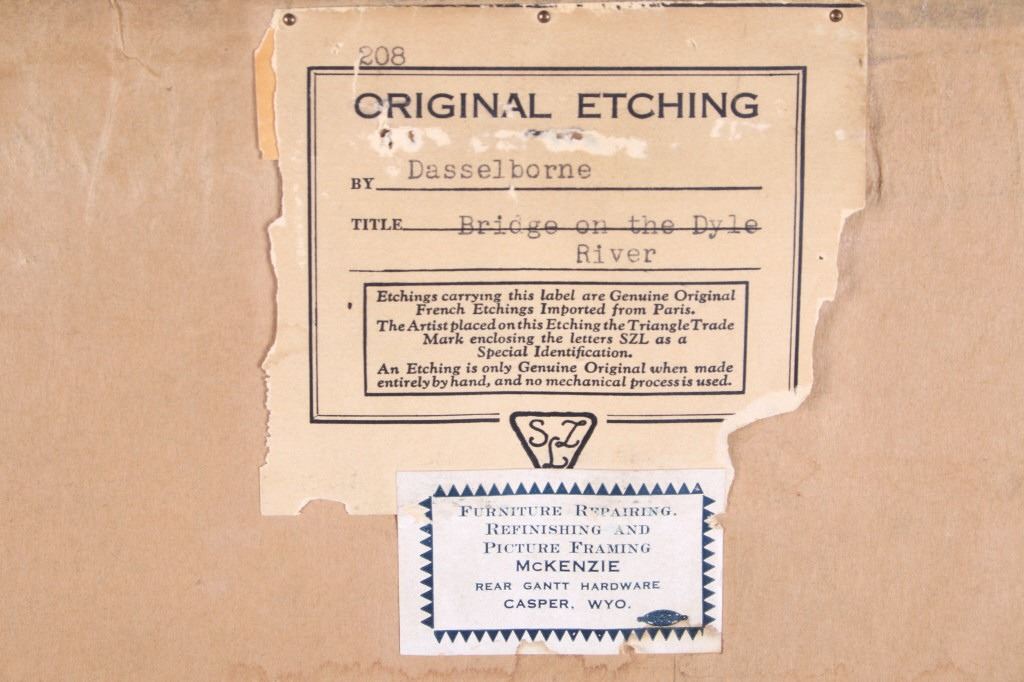 208
ORIGINAL ETCHING
BY Dasselborne
TITLE Bridge on the Dyle
River
Etchings carrying this label are Genuine Original
French Etchings Imported from Paris.
The Artist placed on this Etching the Triangle Trade
Mark enclosing the letters SZL as a
Special Identification.
An Etching is only Genuine Original when made
entirely by hand, and no mechanical process is used.
SZL
FURNITURE REPAIRING.
REFINISHING AND
PICTURE FRAMING
MCKENZIE
REAR GANTT HARDWARE
CASPER, WYO.